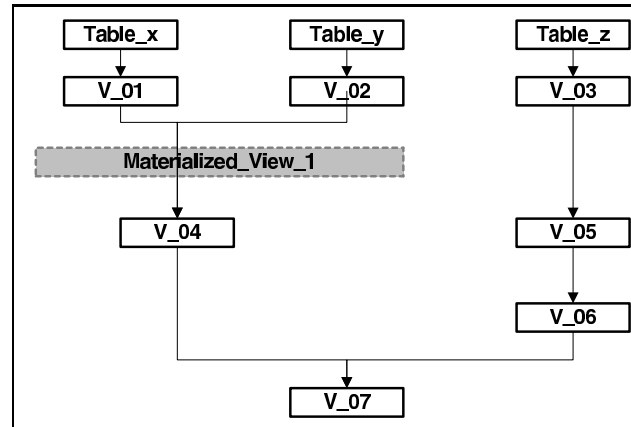 Table_x
Table_y
Table_z
V_01
V_02
V_03
Materialized_View_1
V_04
V_05
V_06
V_07